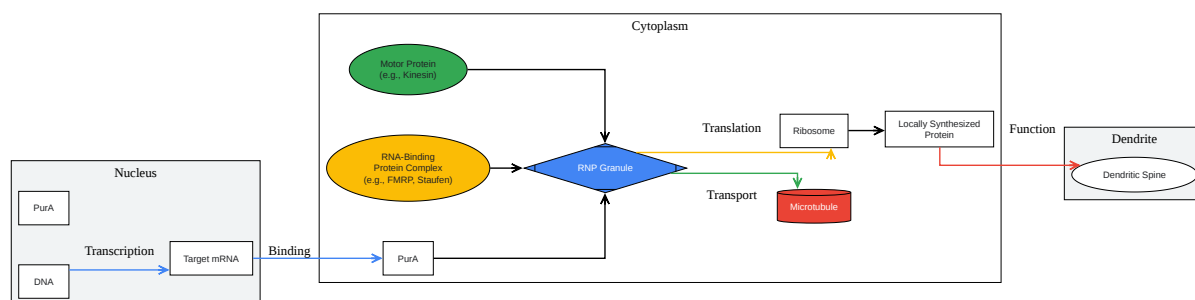 Cytoplasm
Motor Protein
(e.g., Kinesin)
RNA-Binding
Protein Complex
(e.g., FMRP, Staufen)
RNP Granule
Translation
Ribosome
Locally Synthesized
Protein
Function
Dendrite
Dendritic Spine
Transport
Microtubule
Nucleus
PurA
Transcription
DNA
Target mRNA
Binding
PurA